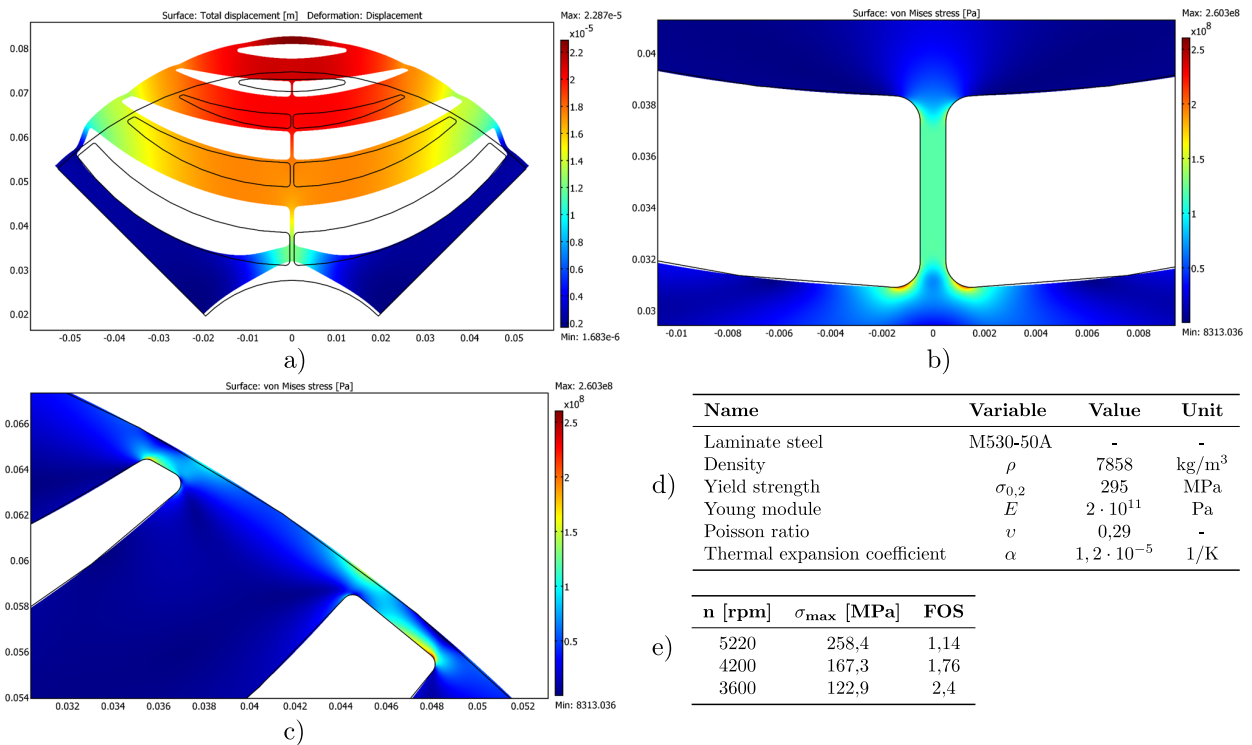 Surface: Total displacement [m] Deformation: Displacement
Max: 2.287e-5
x10⁻⁵
0.08
0.07
0.06
0.05
0.04
0.03
0.02
-0.05 -0.04 -0.03 -0.02 -0.01 0 0.01 0.02 0.03 0.04 0.05
2.2
2
1.8
1.6
1.4
1.2
1
0.8
0.6
0.4
0.2
Min: 1.683e-6
a)
Surface: von Mises stress [Pa]
Max: 2.603e8
x10⁸
0.04
0.038
0.036
0.034
0.032
0.03
-0.01 -0.008 -0.006 -0.004 -0.002 0 0.002 0.004 0.006 0.008
2.5
2
1.5
1
0.5
Min: 8313.036
b)
Surface: von Mises stress [Pa]
Max: 2.603e8
x10⁸
0.066
0.064
0.062
0.06
0.058
0.056
0.054
0.032 0.034 0.036 0.038 0.04 0.042 0.044 0.046 0.048 0.05 0.052
2.5
2
1.5
1
0.5
Min: 8313.036
c)
d)
Name Variable Value Unit
Laminate steel M530-50A - -
Density ρ 7858 kg/m³
Yield strength σ₀,₂ 295 MPa
Young module E 2 · 10¹¹ Pa
Poisson ratio υ 0,29 -
Thermal expansion coefficient α 1, 2 · 10⁻⁵ 1/K
e)
n [rpm] σmax [MPa] FOS
5220 258,4 1,14
4200 167,3 1,76
3600 122,9 2,4